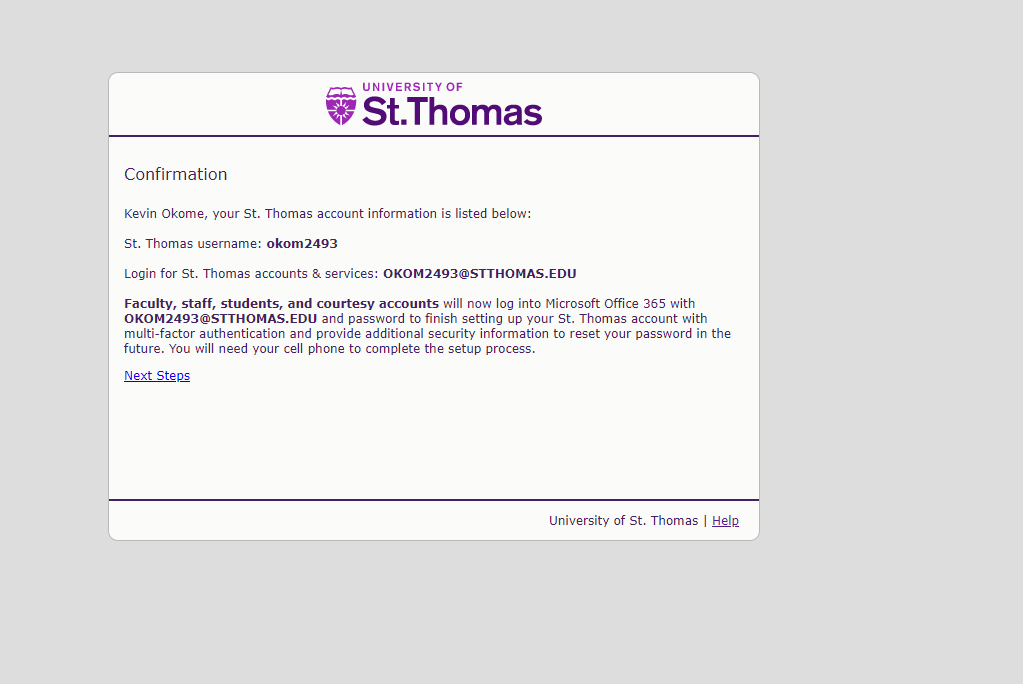 UNIVERSITY OF
St.Thomas
Confirmation
Kevin Okome, your St. Thomas account information is listed below:
St. Thomas username: okom2493
Login for St. Thomas accounts & services: OKOM2493@STTHOMAS.EDU
Faculty, staff, students, and courtesy accounts will now log into Microsoft Office 365 with
OKOM2493@STTHOMAS.EDU and password to finish setting up your St. Thomas account with
multi-factor authentication and provide additional security information to reset your password in the
future. You will need your cell phone to complete the setup process.
Next Steps
University of St. Thomas | Help